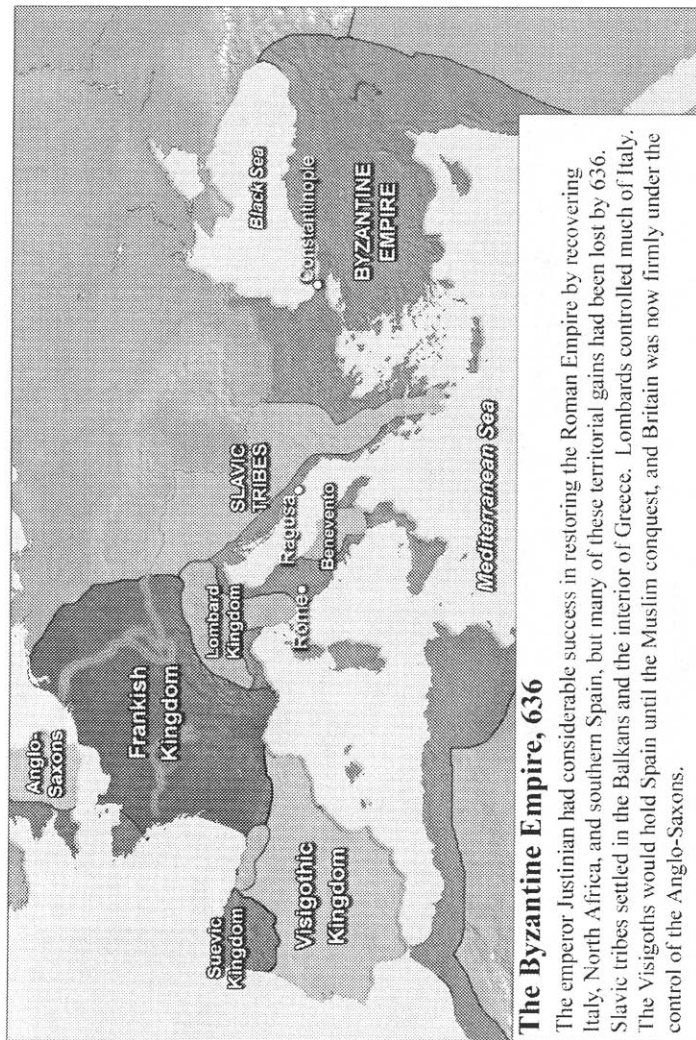 Anglo-
Saxons
Frankish
Kingdom
Suevic
Kingdom
Visigothic
Kingdom
Lombard
Kingdom
Rome
Ragusa
Benevento
SLAVIC
TRIBES
Black Sea
Constantinople
BYZANTINE
EMPIRE
Mediterranean Sea
The Byzantine Empire, 636
The emperor Justinian had considerable success in restoring the Roman Empire by recovering
Italy, North Africa, and southern Spain, but many of these territorial gains had been lost by 636.
Slavic tribes settled in the Balkans and the interior of Greece. Lombards controlled much of Italy.
The Visigoths would hold Spain until the Muslim conquest, and Britain was now firmly under the
control of the Anglo-Saxons.